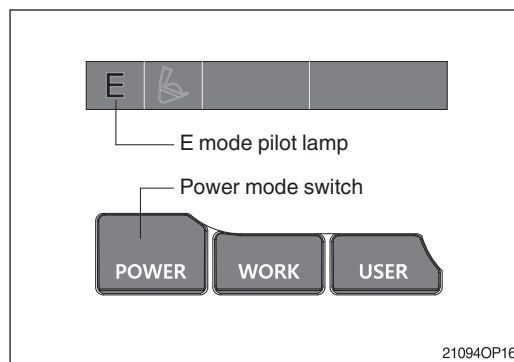 E
E mode pilot lamp
Power mode switch
POWER WORK USER
21094OP16